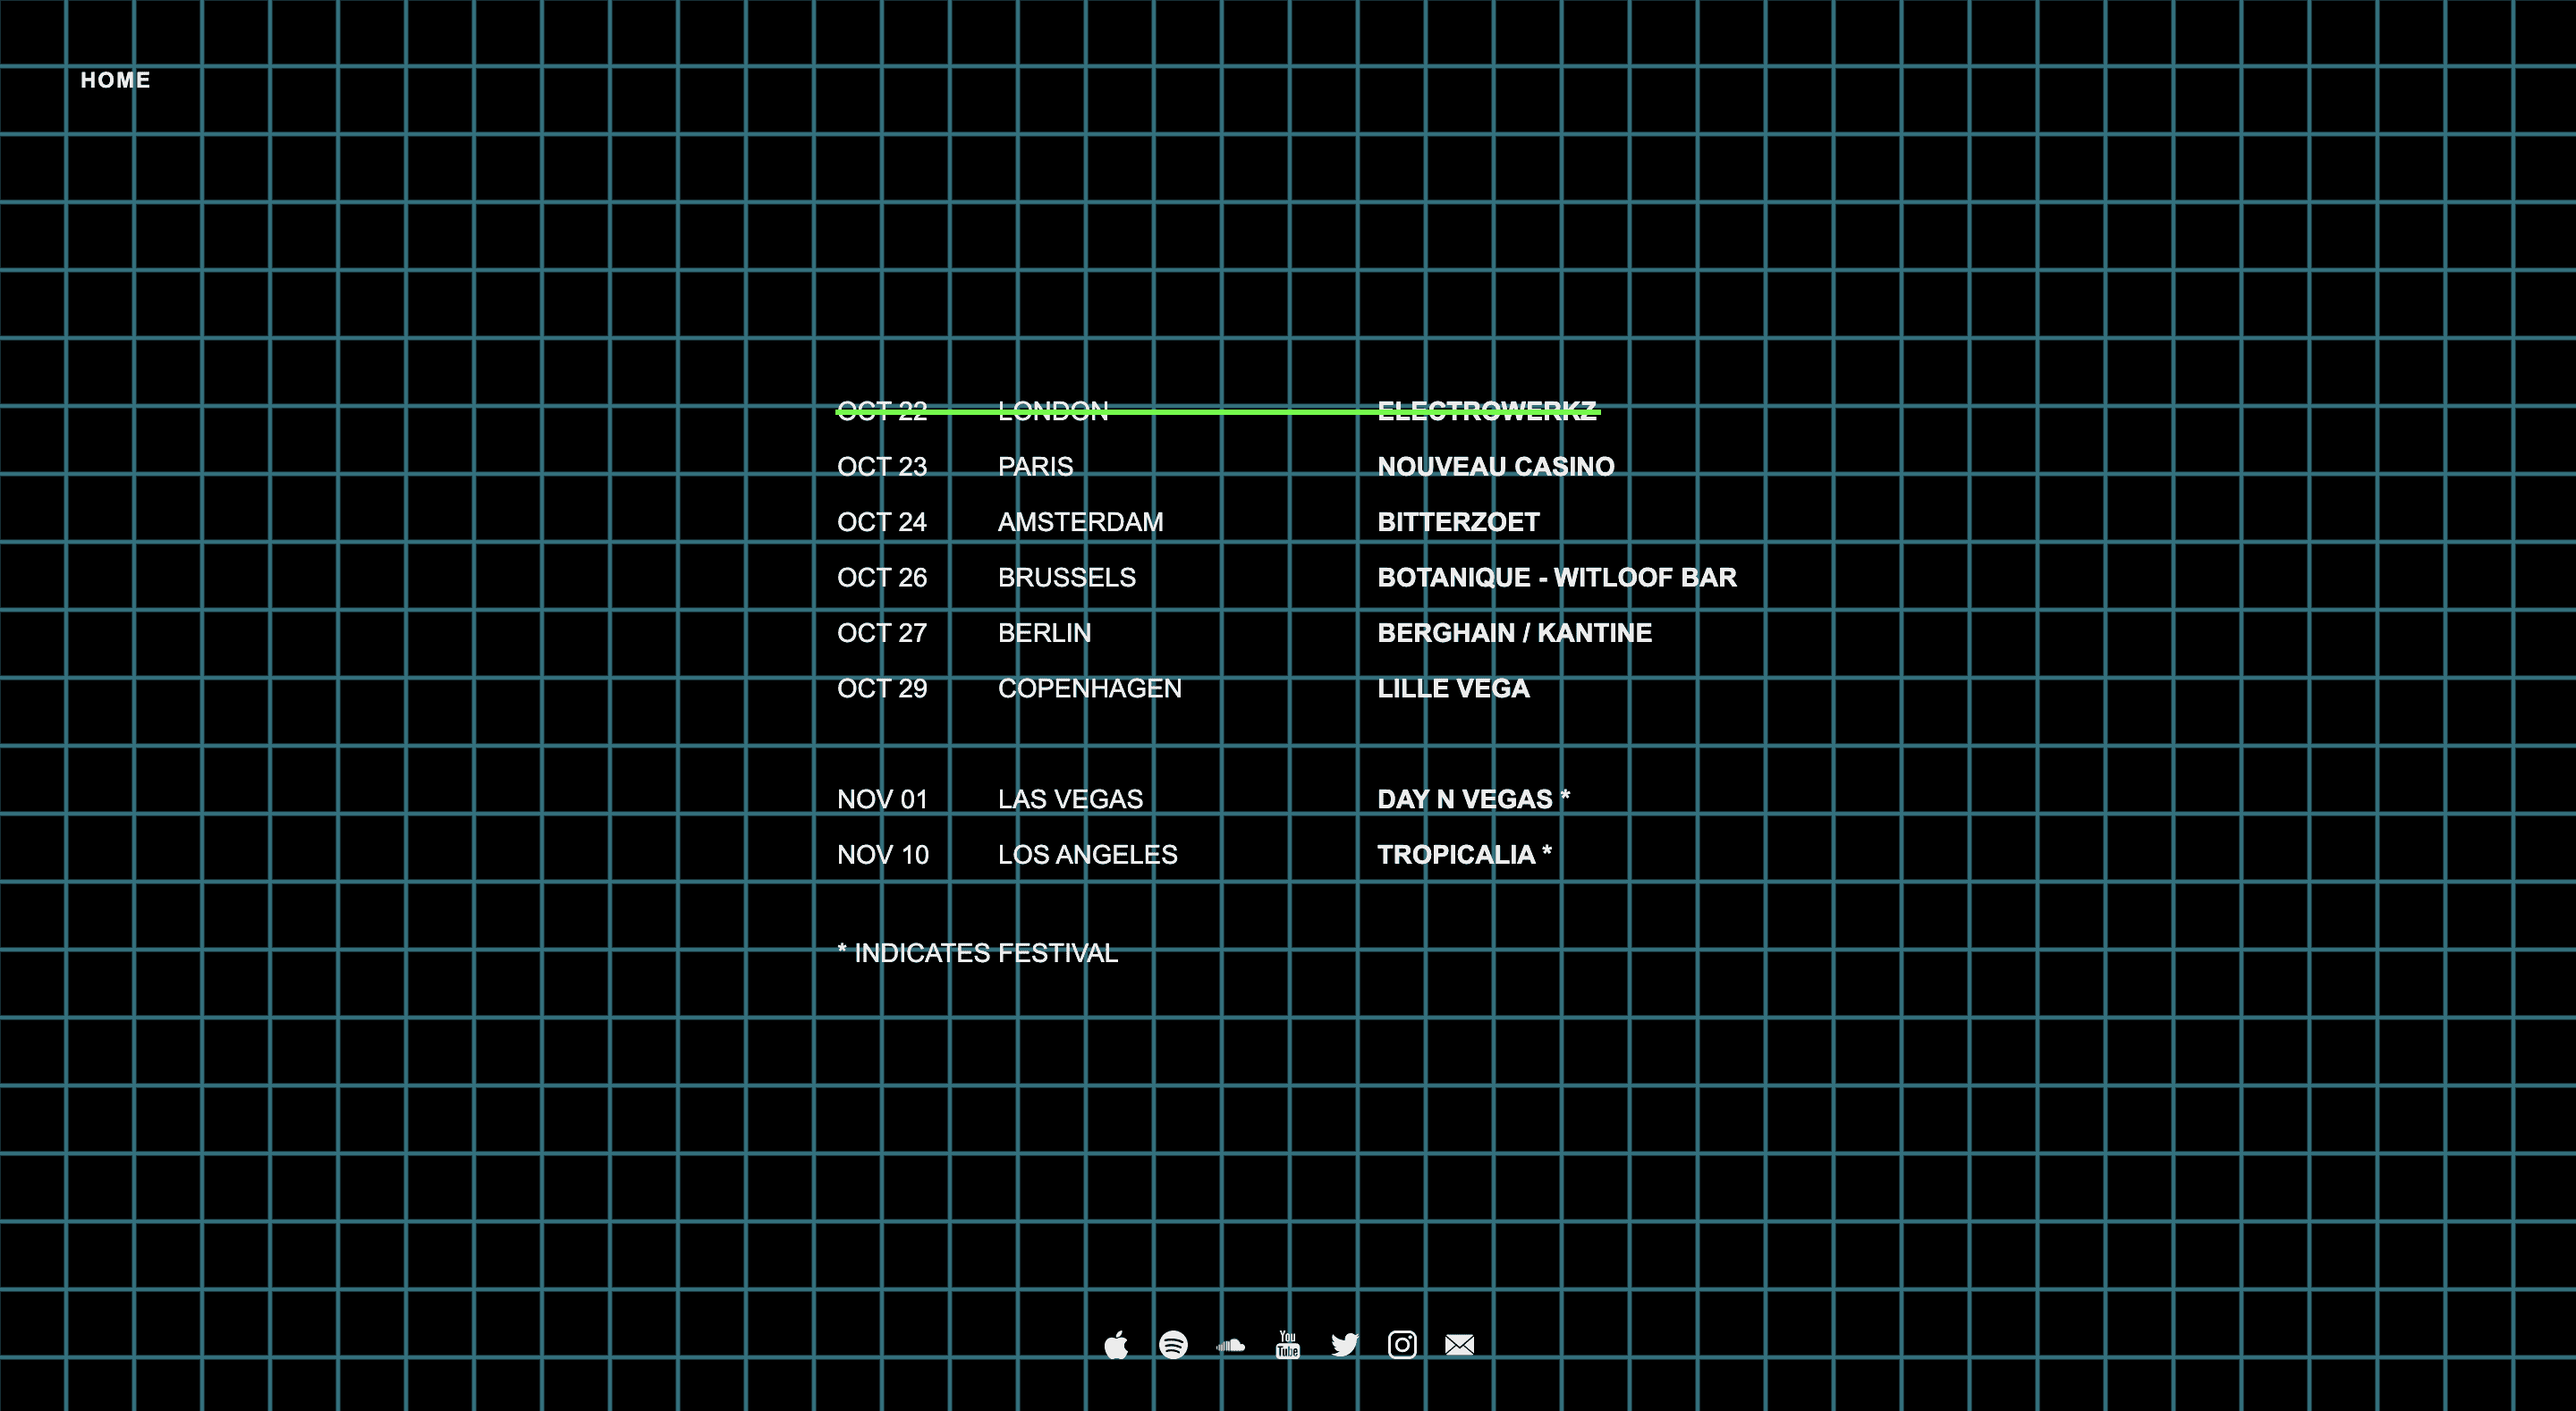 HOME
OCT 22 LONDON ELECTROWERKZ
OCT 23 PARIS NOUVEAU CASINO
OCT 24 AMSTERDAM BITTERZOET
OCT 26 BRUSSELS BOTANIQUE - WITLOOF BAR
OCT 27 BERLIN BERGHAIN / KANTINE
OCT 29 COPENHAGEN LILLE VEGA
NOV 01 LAS VEGAS DAY N VEGAS *
NOV 10 LOS ANGELES TROPICALIA *
* INDICATES FESTIVAL
You
Tube